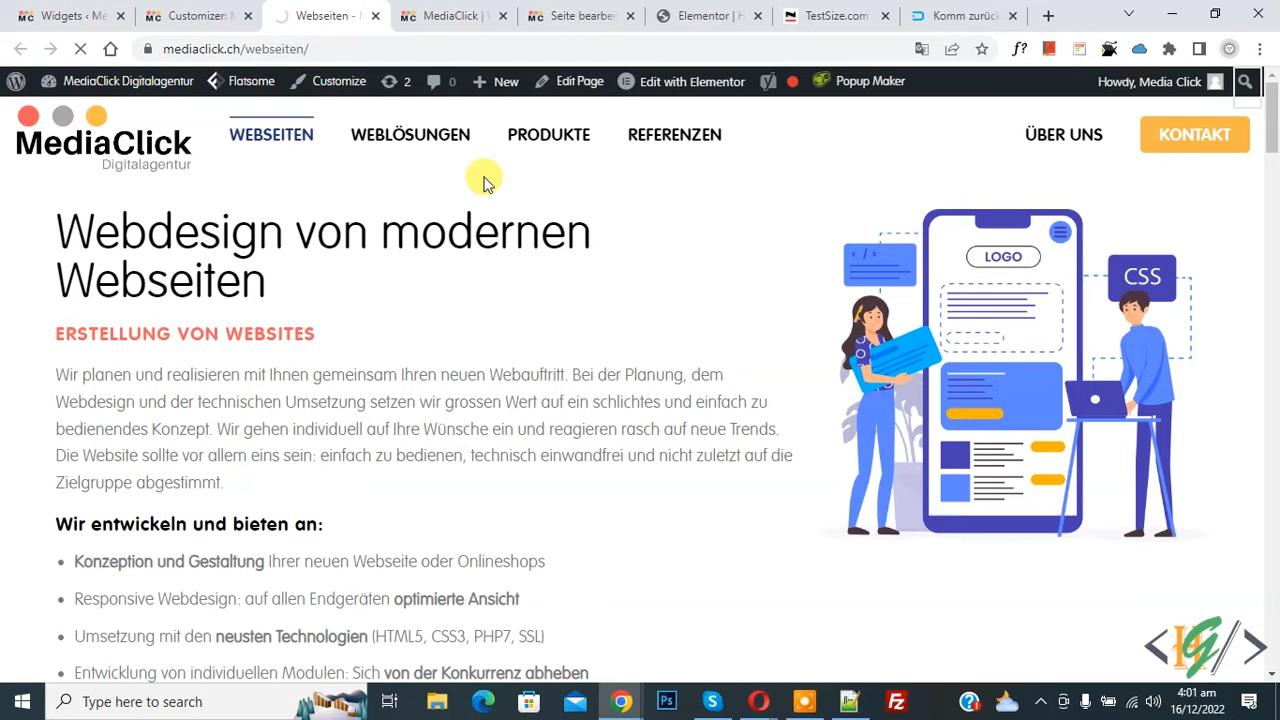 Widgets ‹ Me
Customizer: M
Webseiten -
MediaClick | W
Seite bearbei
Elementor | H
TestSize.com
Komm zurück
mediaclick.ch/webseiten/
f?
MediaClick Digitalagentur
Flatsome
Customize
2
0
New
Edit Page
Edit with Elementor
Popup Maker
Howdy, Media Click
MediaClick
Digitalagentur
WEBSEITEN
WEBLÖSUNGEN
PRODUKTE
REFERENZEN
ÜBER UNS
KONTAKT
Webdesign von modernen
Webseiten
ERSTELLUNG VON WEBSITES
Wir planen und realisieren mit Ihnen gemeinsam Ihren neuen Webauftritt. Bei der Planung, dem
Webdesign und der technischen Umsetzung setzen wir grossen Wert auf ein schlichtes und einfach zu
bedienendes Konzept. Wir gehen individuell auf Ihre Wünsche ein und reagieren rasch auf neue Trends.
Die Website sollte vor allem eins sein: einfach zu bedienen, technisch einwandfrei und nicht zuletzt auf die
Zielgruppe abgestimmt.
</>
LOGO
CSS
Wir entwickeln und bieten an:
• Konzeption und Gestaltung Ihrer neuen Webseite oder Onlineshops
• Responsive Webdesign: auf allen Endgeräten optimierte Ansicht
• Umsetzung mit den neusten Technologien (HTML5, CSS3, PHP7, SSL)
• Entwicklung von individuellen Modulen: Sich von der Konkurrenz abheben
Type here to search
4:01 am
16/12/2022